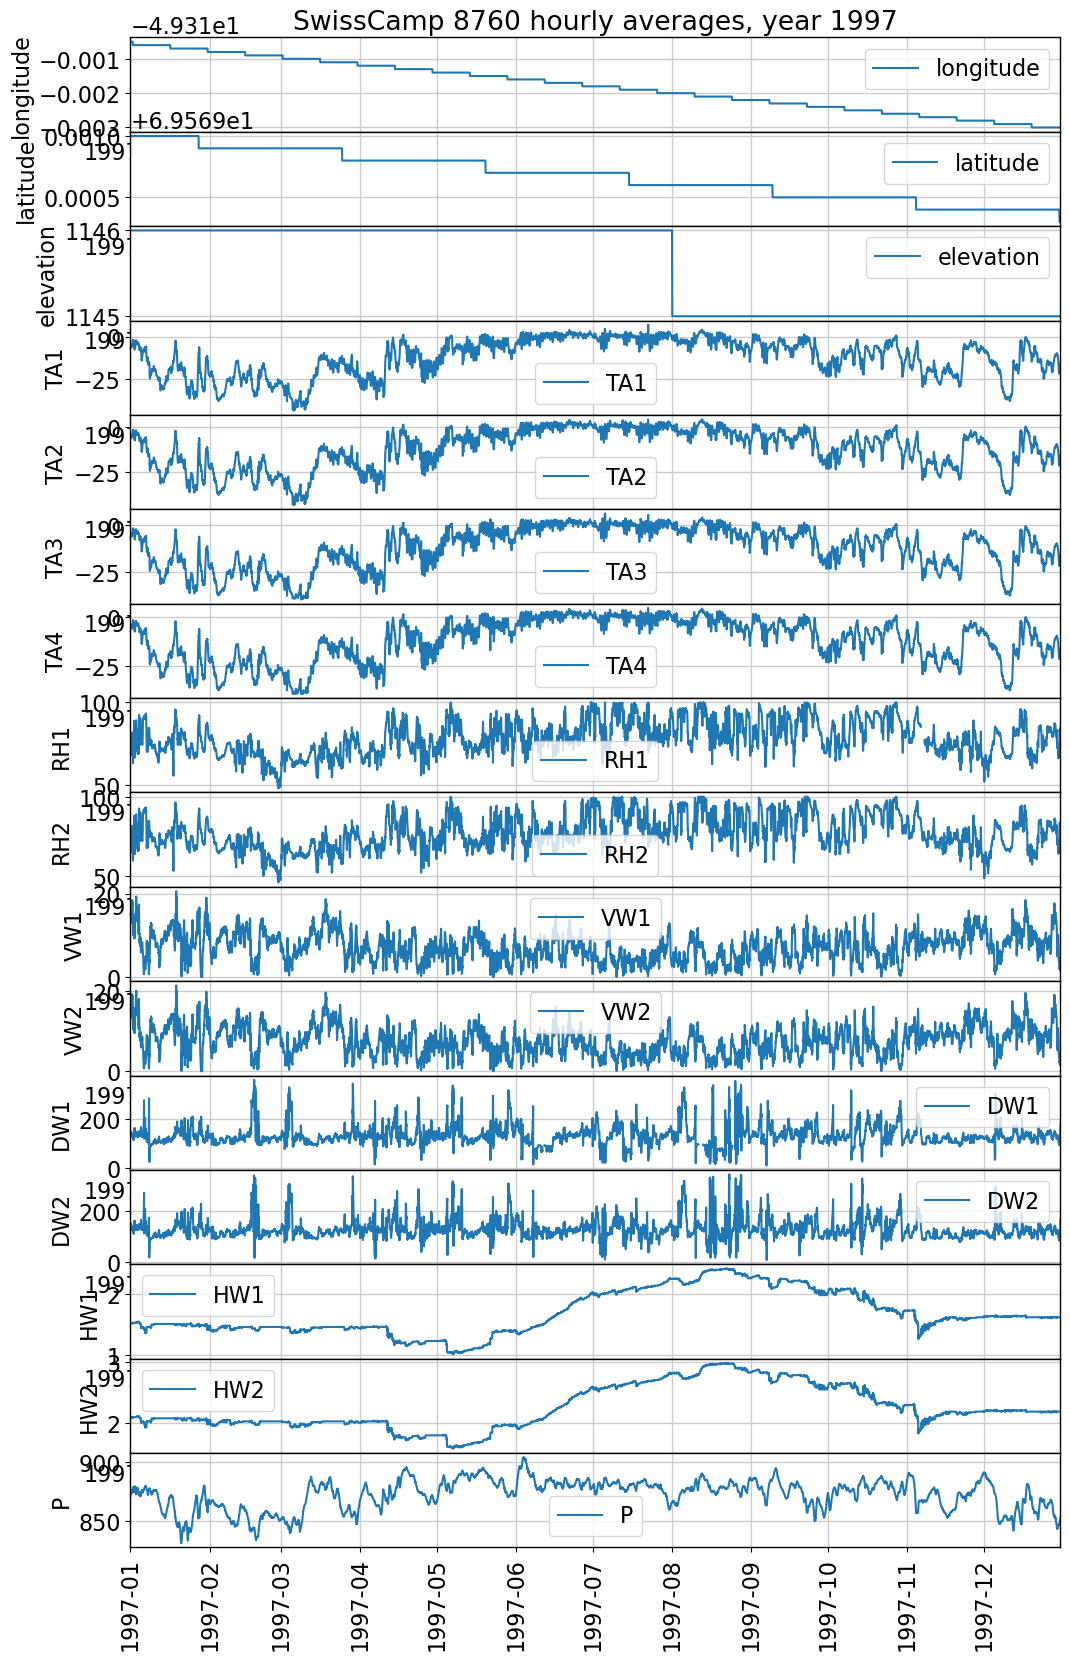 SwissCamp 8760 hourly averages, year 1997
−4.931e1
longitude
−0.001
−0.002
−0.003
longitude
+6.9569e1
latitude
0.0010
199
0.0005
latitude
elevation
1146
199
1145
elevation
TA1
0
199
−25
TA1
TA2
0
199
−25
TA2
TA3
0
199
−25
TA3
TA4
0
199
−25
TA4
RH1
100
199
50
RH1
RH2
100
199
50
RH2
VW1
20
199
0
VW1
VW2
20
199
0
VW2
DW1
199
200
0
DW1
DW2
199
200
0
DW2
HW1
199
2
1
HW1
HW2
3
199
2
HW2
P
900
199
850
P
1997-01
1997-02
1997-03
1997-04
1997-05
1997-06
1997-07
1997-08
1997-09
1997-10
1997-11
1997-12